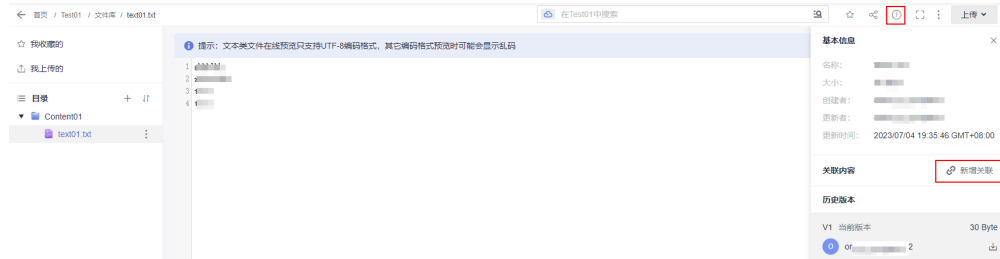 首页 / Test01 / 文件库 / text01.txt
在Test01中搜索
上传
我收藏的
我上传的
目录
Content01
text01.txt
提示：文本类文件在线预览只支持UTF-8编码格式，其它编码格式预览时可能会显示乱码
1
2
3
4
基本信息
名称：
大小：
创建者：
更新者：
更新时间： 2023/07/04 19:35:46 GMT+08:00
关联内容 新增关联
历史版本
V1 当前版本 30 Byte
O or 2